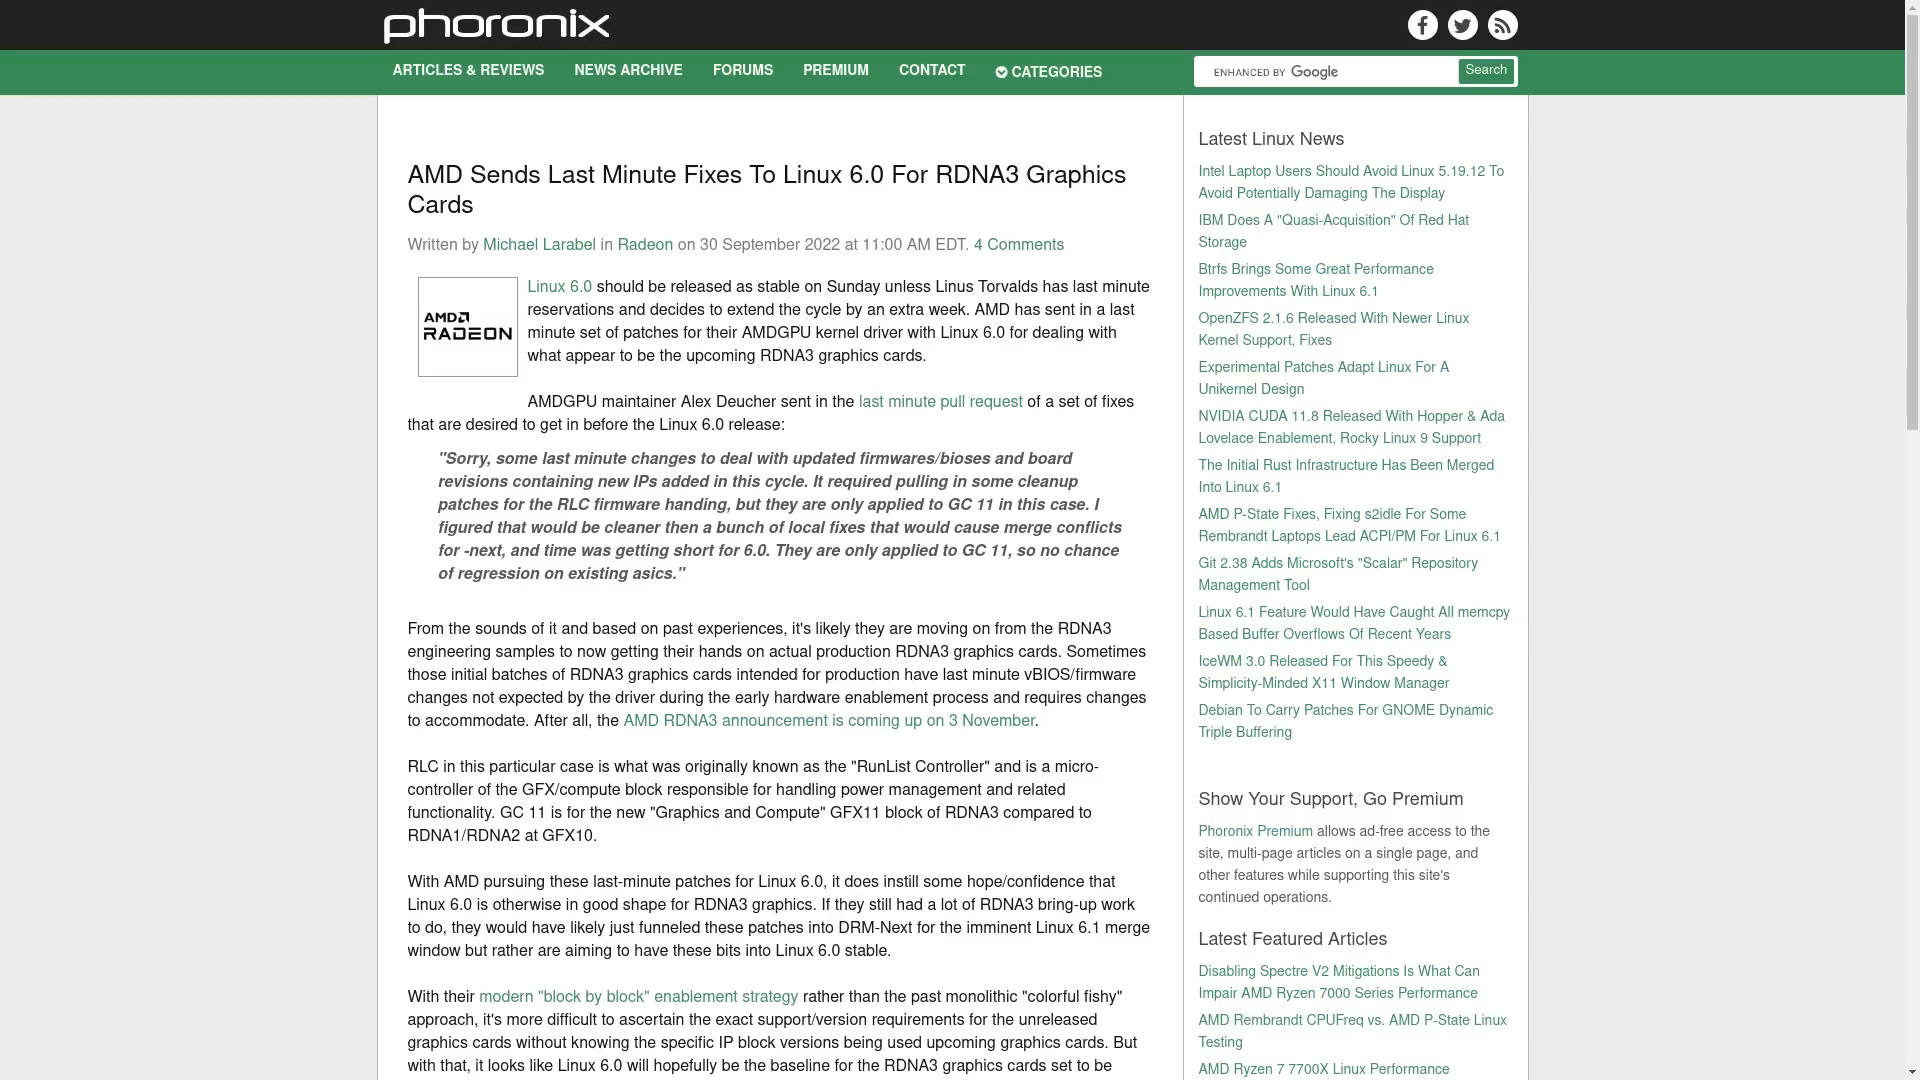 phoronix
ARTICLES & REVIEWS NEWS ARCHIVE FORUMS PREMIUM CONTACT CATEGORIES
ENHANCED BY Google Search
AMD Sends Last Minute Fixes To Linux 6.0 For RDNA3 Graphics
Cards
Written by Michael Larabel in Radeon on 30 September 2022 at 11:00 AM EDT. 4 Comments
AMD
RADEON
Linux 6.0 should be released as stable on Sunday unless Linus Torvalds has last minute
reservations and decides to extend the cycle by an extra week. AMD has sent in a last
minute set of patches for their AMDGPU kernel driver with Linux 6.0 for dealing with
what appear to be the upcoming RDNA3 graphics cards.
AMDGPU maintainer Alex Deucher sent in the last minute pull request of a set of fixes
that are desired to get in before the Linux 6.0 release:
"Sorry, some last minute changes to deal with updated firmwares/bioses and board
revisions containing new IPs added in this cycle. It required pulling in some cleanup
patches for the RLC firmware handing, but they are only applied to GC 11 in this case. I
figured that would be cleaner then a bunch of local fixes that would cause merge conflicts
for -next, and time was getting short for 6.0. They are only applied to GC 11, so no chance
of regression on existing asics."
From the sounds of it and based on past experiences, it's likely they are moving on from the RDNA3
engineering samples to now getting their hands on actual production RDNA3 graphics cards. Sometimes
those initial batches of RDNA3 graphics cards intended for production have last minute vBIOS/firmware
changes not expected by the driver during the early hardware enablement process and requires changes
to accommodate. After all, the AMD RDNA3 announcement is coming up on 3 November.
RLC in this particular case is what was originally known as the "RunList Controller" and is a micro-
controller of the GFX/compute block responsible for handling power management and related
functionality. GC 11 is for the new "Graphics and Compute" GFX11 block of RDNA3 compared to
RDNA1/RDNA2 at GFX10.
With AMD pursuing these last-minute patches for Linux 6.0, it does instill some hope/confidence that
Linux 6.0 is otherwise in good shape for RDNA3 graphics. If they still had a lot of RDNA3 bring-up work
to do, they would have likely just funneled these patches into DRM-Next for the imminent Linux 6.1 merge
window but rather are aiming to have these bits into Linux 6.0 stable.
With their modern "block by block" enablement strategy rather than the past monolithic "colorful fishy"
approach, it's more difficult to ascertain the exact support/version requirements for the unreleased
graphics cards without knowing the specific IP block versions being used upcoming graphics cards. But
with that, it looks like Linux 6.0 will hopefully be the baseline for the RDNA3 graphics cards set to be
Latest Linux News
Intel Laptop Users Should Avoid Linux 5.19.12 To
Avoid Potentially Damaging The Display
IBM Does A "Quasi-Acquisition" Of Red Hat
Storage
Btrfs Brings Some Great Performance
Improvements With Linux 6.1
OpenZFS 2.1.6 Released With Newer Linux
Kernel Support, Fixes
Experimental Patches Adapt Linux For A
Unikernel Design
NVIDIA CUDA 11.8 Released With Hopper & Ada
Lovelace Enablement, Rocky Linux 9 Support
The Initial Rust Infrastructure Has Been Merged
Into Linux 6.1
AMD P-State Fixes, Fixing s2idle For Some
Rembrandt Laptops Lead ACPI/PM For Linux 6.1
Git 2.38 Adds Microsoft's "Scalar" Repository
Management Tool
Linux 6.1 Feature Would Have Caught All memcpy
Based Buffer Overflows Of Recent Years
IceWM 3.0 Released For This Speedy &
Simplicity-Minded X11 Window Manager
Debian To Carry Patches For GNOME Dynamic
Triple Buffering
Show Your Support, Go Premium
Phoronix Premium allows ad-free access to the
site, multi-page articles on a single page, and
other features while supporting this site's
continued operations.
Latest Featured Articles
Disabling Spectre V2 Mitigations Is What Can
Impair AMD Ryzen 7000 Series Performance
AMD Rembrandt CPUFreq vs. AMD P-State Linux
Testing
AMD Ryzen 7 7700X Linux Performance